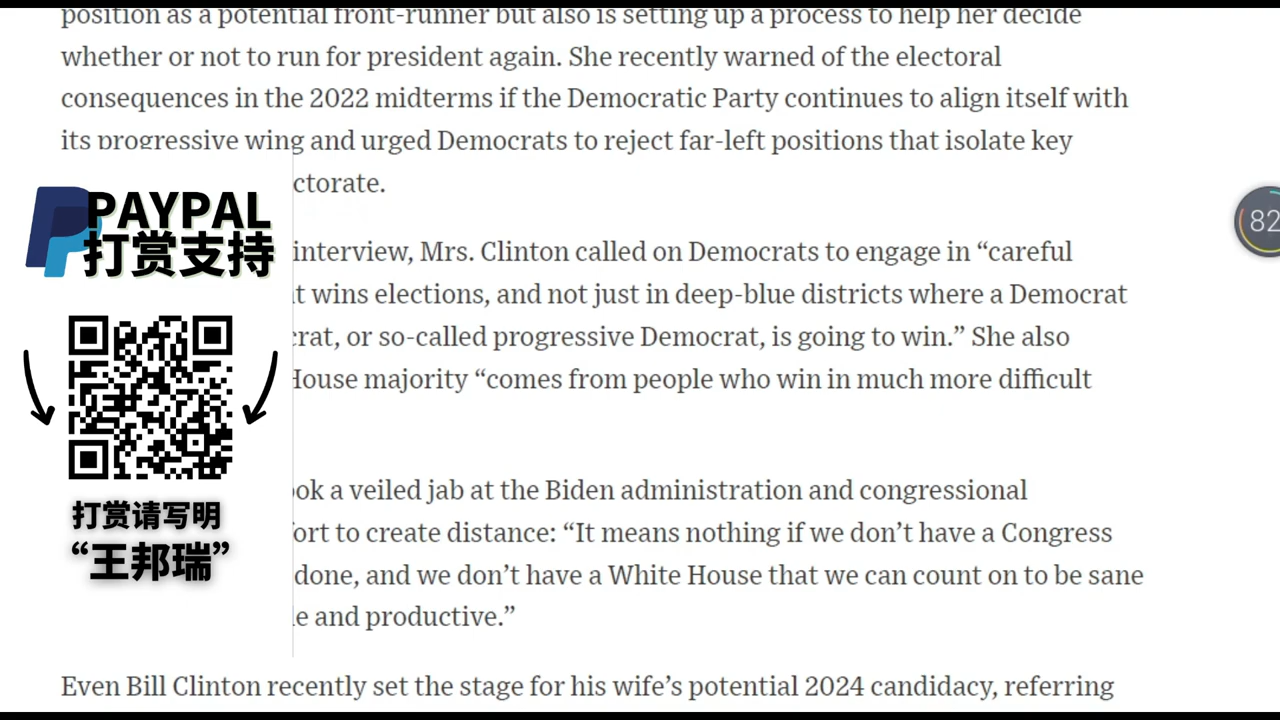 position as a potential front-runner but also is setting up a process to help her decide
whether or not to run for president again. She recently warned of the electoral
consequences in the 2022 midterms if the Democratic Party continues to align itself with
its progressive wing and urged Democrats to reject far-left positions that isolate key
ctorate.
interview, Mrs. Clinton called on Democrats to engage in “careful
t wins elections, and not just in deep-blue districts where a Democrat
crat, or so-called progressive Democrat, is going to win.” She also
House majority “comes from people who win in much more difficult
ok a veiled jab at the Biden administration and congressional
fort to create distance: “It means nothing if we don’t have a Congress
done, and we don’t have a White House that we can count on to be sane
e and productive.”
Even Bill Clinton recently set the stage for his wife’s potential 2024 candidacy, referring
PAYPAL
打赏支持
打赏请写明
“王邦瑞”
82